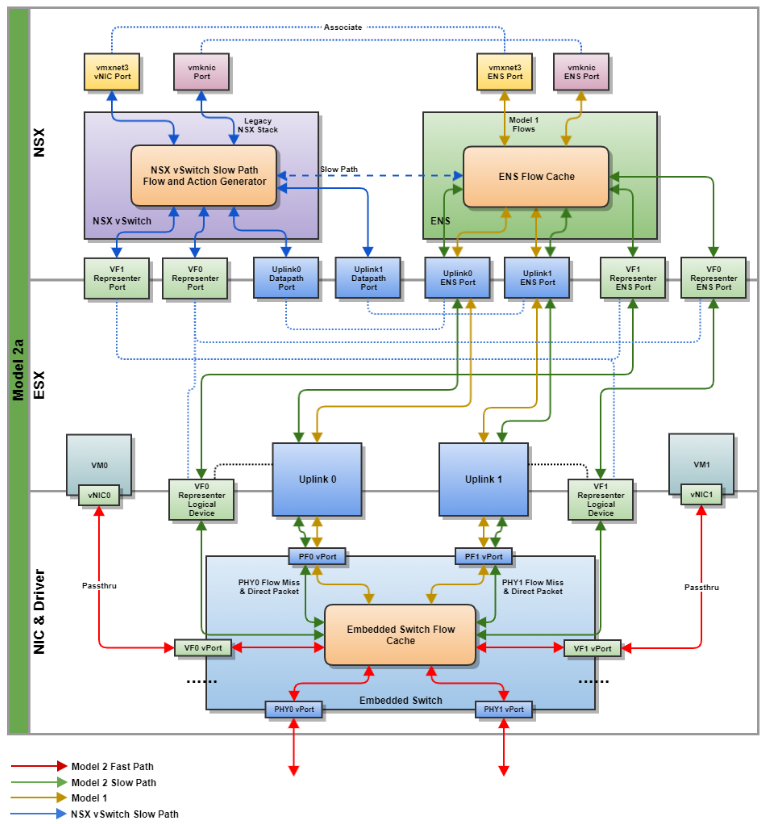 Associate
vmxnet3
vNIC Port
vmknic
Port
vmxnet3
ENS Port
vmknic
ENS Port
Legacy
NSX Stack
Model 1
Flows
NSX
NSX vSwitch Slow Path
Flow and Action Generator
Slow Path
ENS Flow Cache
NSX vSwitch
ENS
VF1
Representer
Port
VF0
Representer
Port
Uplink0
Datapath
Port
Uplink1
Datapath
Port
Uplink0
ENS Port
Uplink1
ENS Port
VF1
Representer
ENS Port
VF0
Representer
ENS Port
Model 2a
ESX
VM0
vNIC0
VF0
Representer
Logical
Device
Uplink 0
Uplink 1
VF1
Representer
Logical
Device
VM1
vNIC1
NIC & Driver
PF0 vPort
PF1 vPort
PHY0 Flow Miss
& Direct Packet
PHY1 Flow Miss
& Direct Packet
Passthru
Passthru
Embedded Switch Flow
Cache
VF0 vPort
VF1 vPort
......
......
Embedded Switch
PHY0 vPort
PHY1 vPort
Model 2 Fast Path
Model 2 Slow Path
Model 1
NSX vSwitch Slow Path